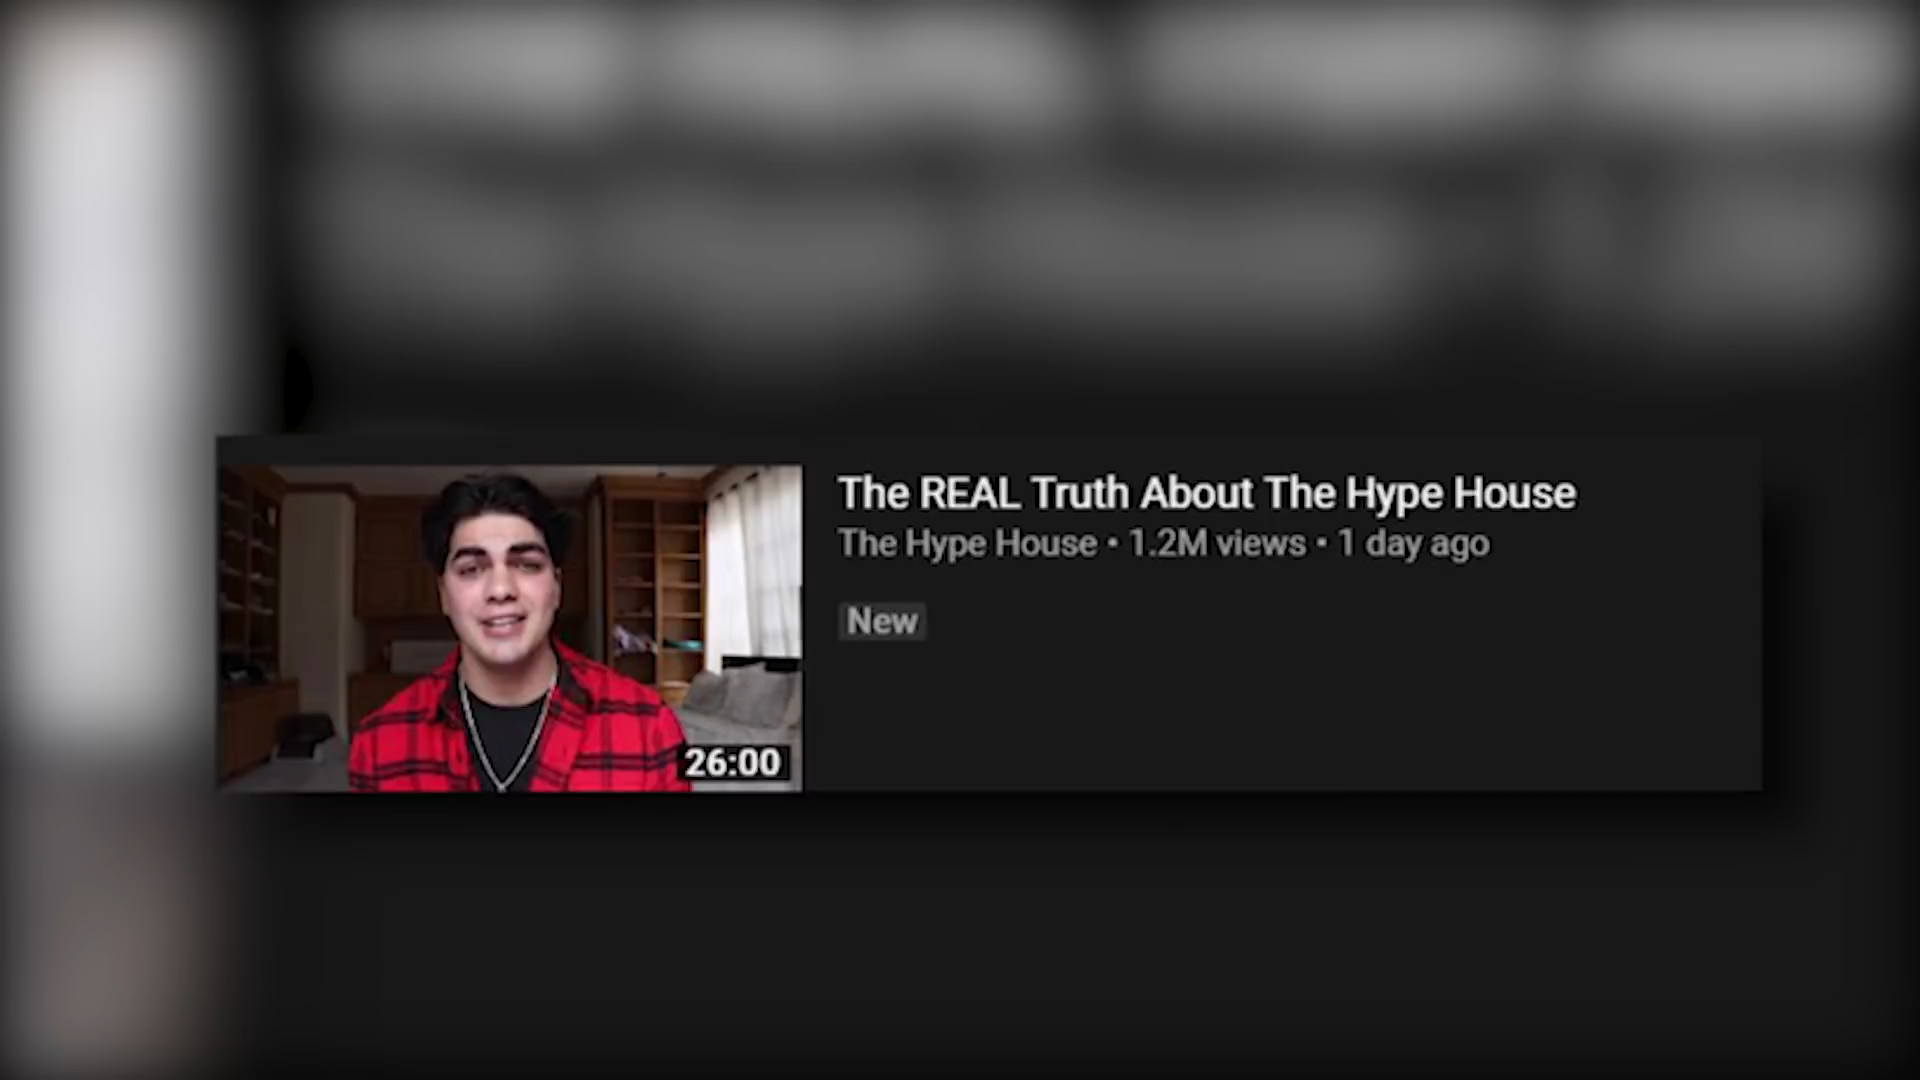 The REAL Truth About The Hype House
The Hype House • 1.2M views • 1 day ago
New
26:00